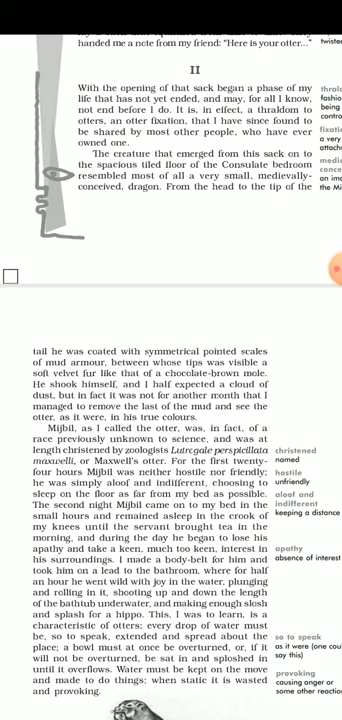 handed me a note from my friend: “Here is your otter...”
twisted
II
With the opening of that sack began a phase of my
life that has not yet ended, and may, for all I know,
not end before I do. It is, in effect, a thraldom to
otters, an otter fixation, that I have since found to
be shared by most other people, who have ever
owned one.
The creature that emerged from this sack on to
the spacious tiled floor of the Consulate bedroom
resembled most of all a very small, medievally-
conceived, dragon. From the head to the tip of the
thrald
fashio
being
contro
fixatio
a very
attach
medie
conce
an ima
the Mi
tail he was coated with symmetrical pointed scales
of mud armour, between whose tips was visible a
soft velvet fur like that of a chocolate-brown mole.
He shook himself, and I half expected a cloud of
dust, but in fact it was not for another month that I
managed to remove the last of the mud and see the
otter, as it were, in his true colours.
Mijbil, as I called the otter, was, in fact, of a
race previously unknown to science, and was at
length christened by zoologists Lutrogale perspicillata
maxwelli, or Maxwell’s otter. For the first twenty-
four hours Mijbil was neither hostile nor friendly;
he was simply aloof and indifferent, choosing to
sleep on the floor as far from my bed as possible.
The second night Mijbil came on to my bed in the
small hours and remained asleep in the crook of
my knees until the servant brought tea in the
morning, and during the day he began to lose his
apathy and take a keen, much too keen, interest in
his surroundings. I made a body-belt for him and
took him on a lead to the bathroom, where for half
an hour he went wild with joy in the water, plunging
and rolling in it, shooting up and down the length
of the bathtub underwater, and making enough slosh
and splash for a hippo. This, I was to learn, is a
characteristic of otters; every drop of water must
be, so to speak, extended and spread about the
place; a bowl must at once be overturned, or, if it
will not be overturned, be sat in and sploshed in
until it overflows. Water must be kept on the move
and made to do things; when static it is wasted
and provoking.
christened
named
hostile
unfriendly
aloof and
indifferent
keeping a distance
apathy
absence of interest
so to speak
as it were (one cou
say this)
provoking
causing anger or
some other reaction